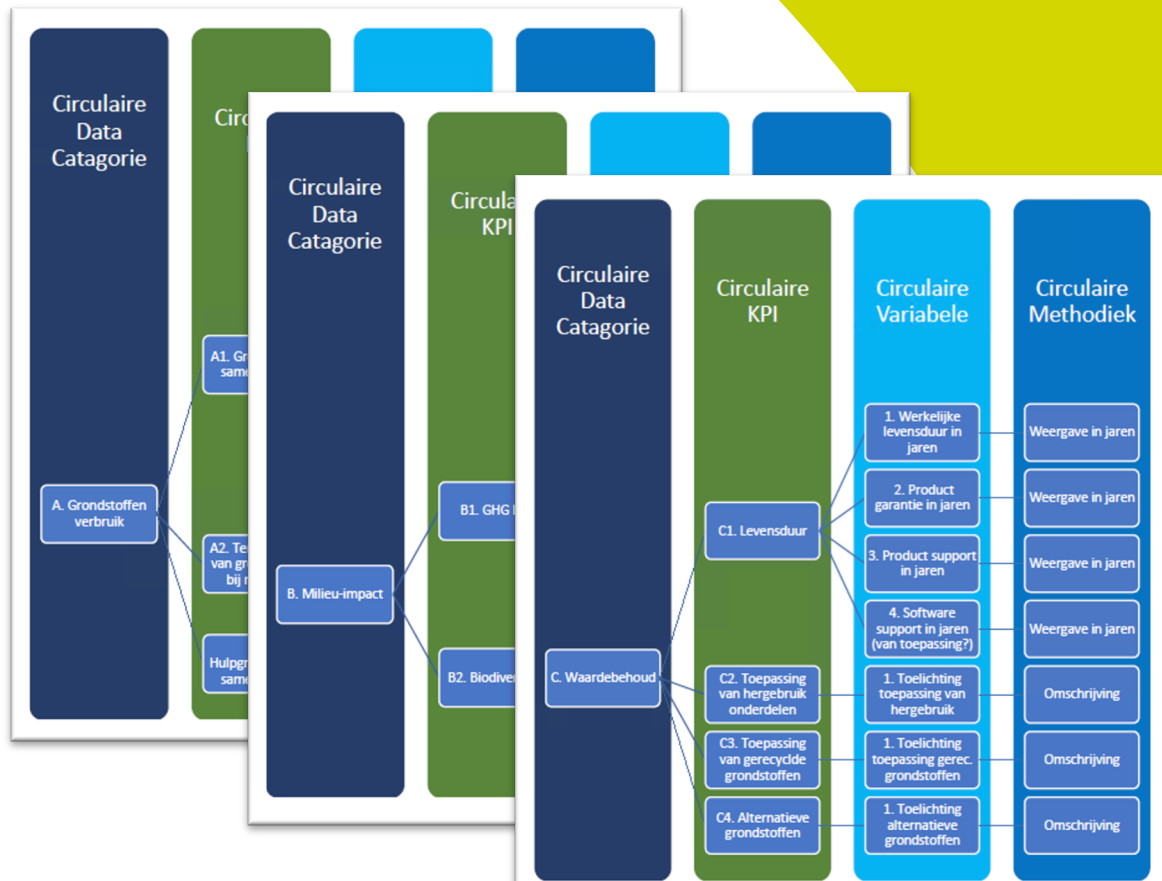 Circulaire
Data
Catagorie
A. Grondstoffen
verbruik
Circulaire
Data
Catagorie
KPI
B. Milieu-impact
B1. GHG
B2.
Circulaire
Data
Catagorie
Circulaire
KPI
Circulaire
Variabele
Circulaire
Methodiek
C. Waardebehoud
C1. Levensduur
1. Werkelijke
levensduur in
jaren
Weergave in jaren
2. Product
garantie in jaren
Weergave in jaren
3. Product support
in jaren
Weergave in jaren
4. Software
support in jaren
(van toepassing?)
Weergave in jaren
C2. Toepassing
van hergebruik
onderdelen
1. Toelichting
toepassing van
hergebruik
Omschrijving
C3. Toepassing
van gerecyclde
grondstoffen
1. Toelichting
toepassing gerec.
grondstoffen
Omschrijving
C4. Alternatieve
grondstoffen
1. Toelichting
alternatieve
grondstoffen
Omschrijving